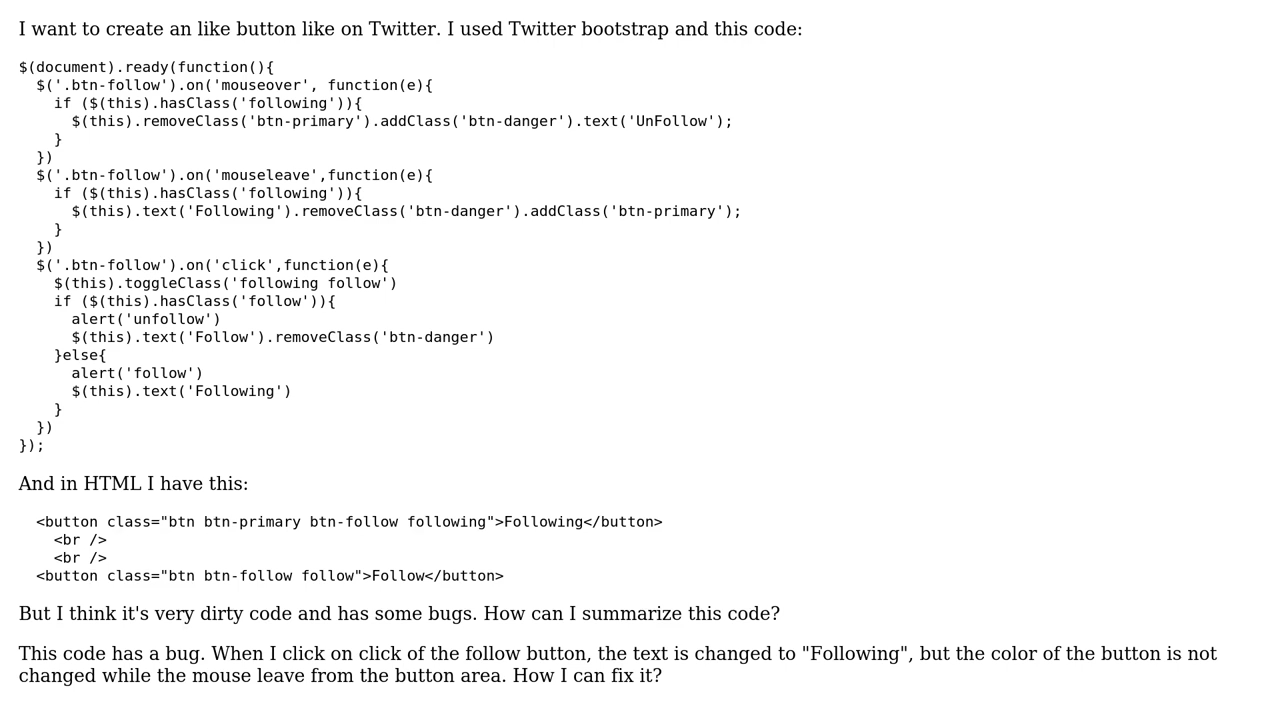 I want to create an like button like on Twitter. I used Twitter bootstrap and this code:
$(document).ready(function(){
  $('.btn-follow').on('mouseover', function(e){
    if ($(this).hasClass('following')){
      $(this).removeClass('btn-primary').addClass('btn-danger').text('UnFollow');
    }
  })
  $('.btn-follow').on('mouseleave',function(e){
    if ($(this).hasClass('following')){
      $(this).text('Following').removeClass('btn-danger').addClass('btn-primary');
    }
  })
  $('.btn-follow').on('click',function(e){
    $(this).toggleClass('following follow')
    if ($(this).hasClass('follow')){
      alert('unfollow')
      $(this).text('Follow').removeClass('btn-danger')
    }else{
      alert('follow')
      $(this).text('Following')
    }
  })
});
And in HTML I have this:
  <button class="btn btn-primary btn-follow following">Following</button>
    <br />
    <br />
  <button class="btn btn-follow follow">Follow</button>
But I think it's very dirty code and has some bugs. How can I summarize this code?
This code has a bug. When I click on click of the follow button, the text is changed to "Following", but the color of the button is not
changed while the mouse leave from the button area. How I can fix it?